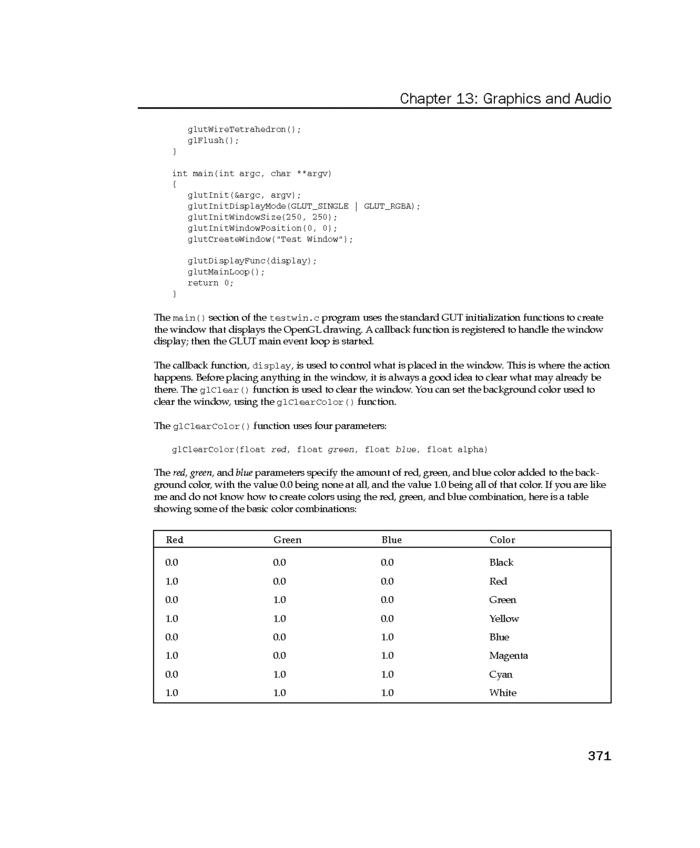 Chapter 13: Graphics and Audio
glutWireTetrahedron();
glFlush();
}
int main(int argc, char **argv)
{
glutInit(&argc, argv);
glutInitDisplayMode(GLUT_SINGLE | GLUT_RGBA);
glutInitWindowSize(250, 250);
glutInitWindowPosition(0, 0);
glutCreateWindow("Test Window");
glutDisplayFunc(display);
glutMainLoop();
return 0;
}
The main() section of the testwin.c program uses the standard GUT initialization functions to create
the window that displays the OpenGL drawing. A callback function is registered to handle the window
display; then the GLUT main event loop is started.
The callback function, display, is used to control what is placed in the window. This is where the action
happens. Before placing anything in the window, it is always a good idea to clear what may already be
there. The glClear() function is used to clear the window. You can set the background color used to
clear the window, using the glClearColor() function.
The glClearColor() function uses four parameters:
glClearColor(float red, float green, float blue, float alpha)
The red, green, and blue parameters specify the amount of red, green, and blue color added to the back-
ground color, with the value 0.0 being none at all, and the value 1.0 being all of that color. If you are like
me and do not know how to create colors using the red, green, and blue combination, here is a table
showing some of the basic color combinations:
Red Green Blue Color
0.0 0.0 0.0 Black
1.0 0.0 0.0 Red
0.0 1.0 0.0 Green
1.0 1.0 0.0 Yellow
0.0 0.0 1.0 Blue
1.0 0.0 1.0 Magenta
0.0 1.0 1.0 Cyan
1.0 1.0 1.0 White
371